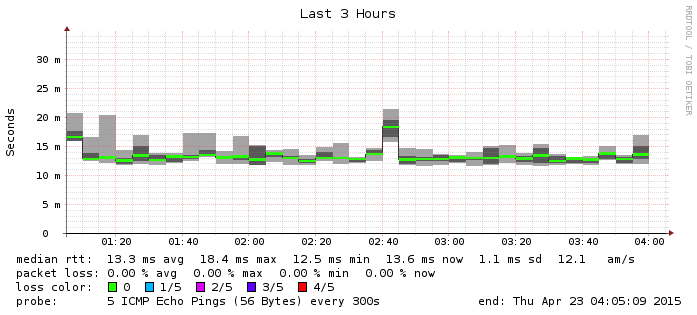 Last 3 Hours
RRDTOOL / TOBI OETIKER
Seconds
30 m
25 m
20 m
15 m
10 m
5 m
0
01:20 01:40 02:00 02:20 02:40 03:00 03:20 03:40 04:00
median rtt: 13.3 ms avg 18.4 ms max 12.5 ms min 13.6 ms now 1.1 ms sd 12.1 am/s
packet loss: 0.00 % avg 0.00 % max 0.00 % min 0.00 % now
loss color: 0 1/5 2/5 3/5 4/5
probe: 5 ICMP Echo Pings (56 Bytes) every 300s end: Thu Apr 23 04:05:09 2015